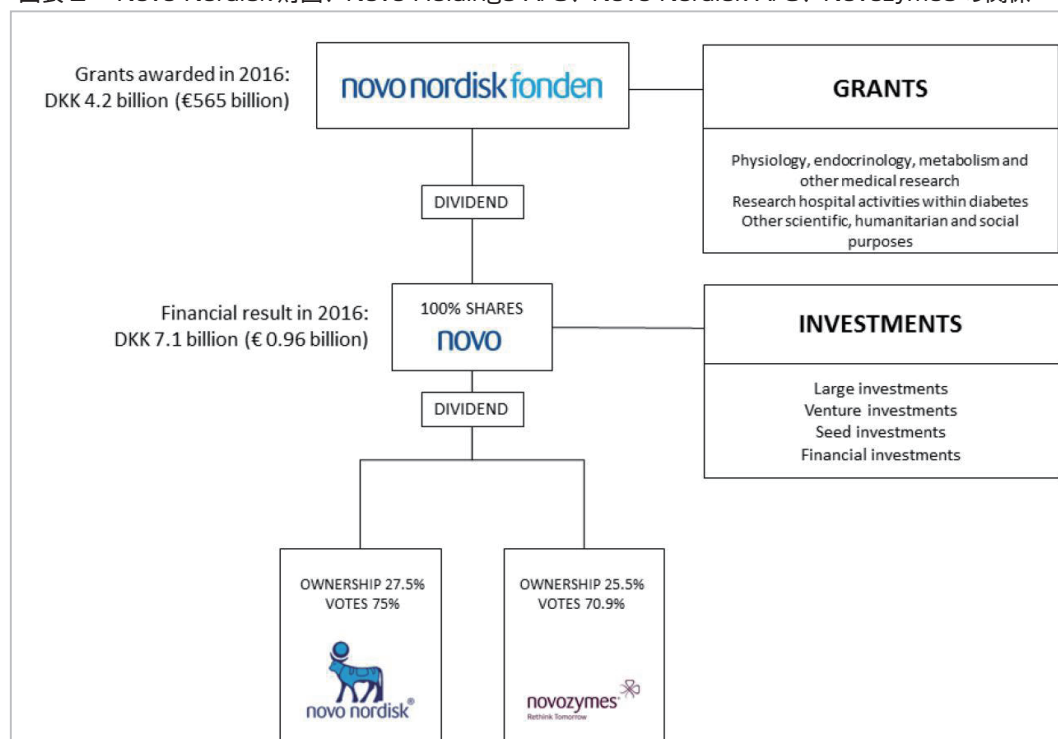 Grants awarded in 2016:
DKK 4.2 billion (€565 billion)
novo nordisk fonden
GRANTS
Physiology, endocrinology, metabolism and
other medical research
Research hospital activities within diabetes
Other scientific, humanitarian and social
purposes
DIVIDEND
Financial result in 2016:
DKK 7.1 billion (€ 0.96 billion)
100% SHARES
novo
INVESTMENTS
Large investments
Venture investments
Seed investments
Financial investments
DIVIDEND
OWNERSHIP 27.5%
VOTES 75%
novo nordisk®
OWNERSHIP 25.5%
VOTES 70.9%
novozymes®
Rethink Tomorrow